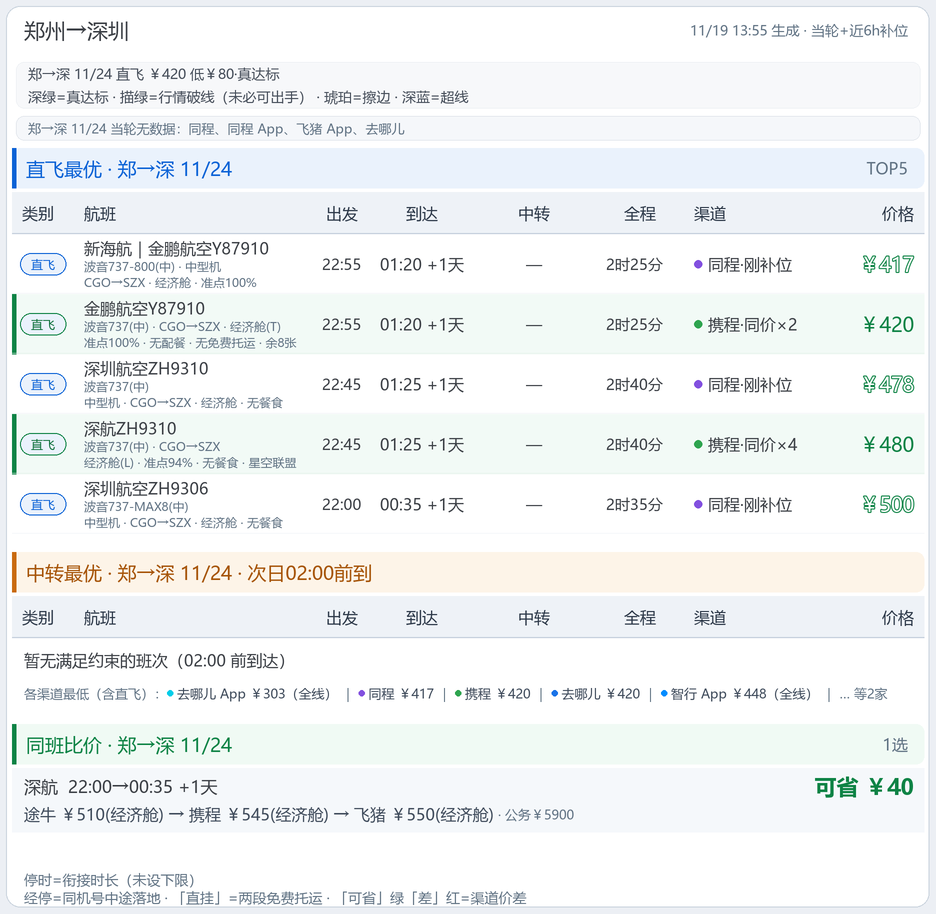 郑州→深圳
11/19 13:55 生成 · 当轮+近6h补位
郑→深 11/24 直飞 ¥420 低¥80·真达标
深绿=真达标 · 描绿=行情破线（未必可出手） · 琥珀=擦边 · 深蓝=超线
郑→深 11/24 当轮无数据：同程、同程 App、飞猪 App、去哪儿
直飞最优 · 郑→深 11/24 TOP5
类别 航班 出发 到达 中转 全程 渠道 价格
新海航｜金鹏航空Y87910
直飞 波音737-800(中) · 中型机 22:55 01:20 +1天 — 2时25分 同程·刚补位 ¥417
CGO→SZX · 经济舱 · 准点100%
金鹏航空Y87910
直飞 波音737(中) · CGO→SZX · 经济舱(T) 22:55 01:20 +1天 — 2时25分 携程·同价×2 ¥420
准点100% · 无配餐 · 无免费托运 · 余8张
深圳航空ZH9310
直飞 波音737(中) 22:45 01:25 +1天 — 2时40分 同程·刚补位 ¥478
中型机 · CGO→SZX · 经济舱 · 无餐食
深航ZH9310
直飞 波音737(中) · CGO→SZX 22:45 01:25 +1天 — 2时40分 携程·同价×4 ¥480
经济舱(L) · 准点94% · 无餐食 · 星空联盟
深圳航空ZH9306
直飞 波音737-MAX8(中) 22:00 00:35 +1天 — 2时35分 同程·刚补位 ¥500
中型机 · CGO→SZX · 经济舱 · 无餐食
中转最优 · 郑→深 11/24 · 次日02:00前到
类别 航班 出发 到达 中转 全程 渠道 价格
暂无满足约束的班次（02:00 前到达）
各渠道最低（含直飞）: 去哪儿 App ¥303（全线） | 同程 ¥417 | 携程 ¥420 | 去哪儿 ¥420 | 智行 App ¥448（全线） | … 等2家
同班比价 · 郑→深 11/24 1选
深航 22:00→00:35 +1天 可省 ¥40
途牛 ¥510(经济舱) → 携程 ¥545(经济舱) → 飞猪 ¥550(经济舱) · 公务¥5900
停时=衔接时长（未设下限）
经停=同机号中途落地 · 「直挂」=两段免费托运 · 「可省」绿「差」红=渠道价差